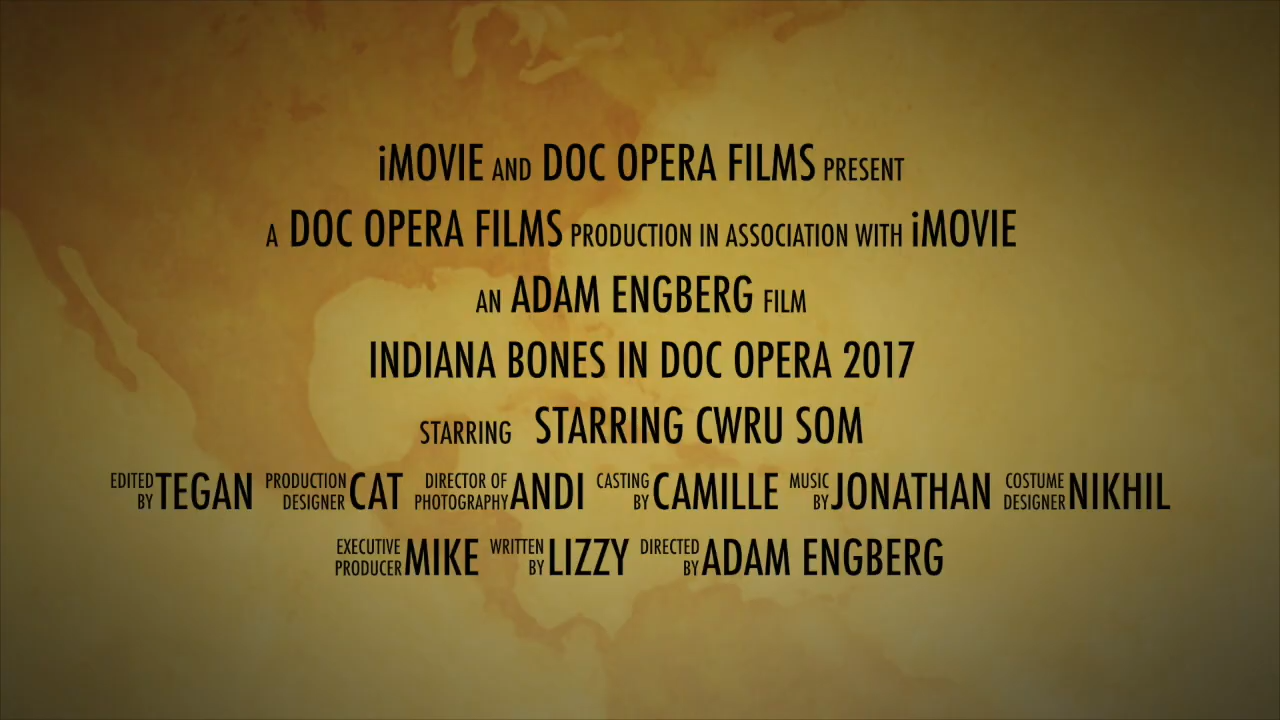 iMOVIE AND DOC OPERA FILMS PRESENT
A DOC OPERA FILMS PRODUCTION IN ASSOCIATION WITH iMOVIE
AN ADAM ENGBERG FILM
INDIANA BONES IN DOC OPERA 2017
STARRING STARRING CWRU SOM
EDITED BY TEGAN PRODUCTION DESIGNER CAT DIRECTOR OF PHOTOGRAPHY ANDI CASTING BY CAMILLE MUSIC BY JONATHAN COSTUME DESIGNER NIKHIL
EXECUTIVE PRODUCER MIKE WRITTEN BY LIZZY DIRECTED BY ADAM ENGBERG